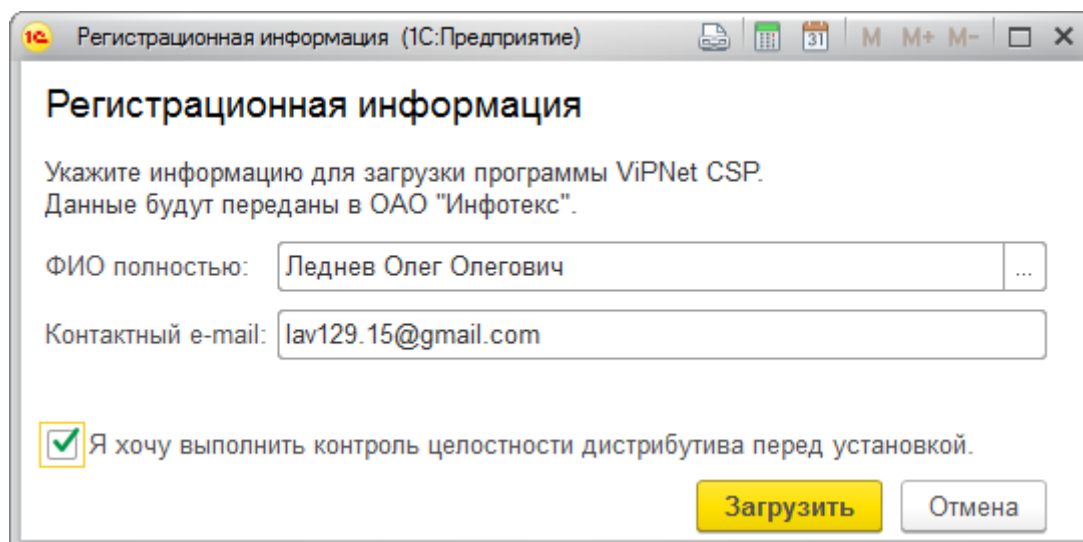 1С Регистрационная информация (1С:Предприятие) 31 M M+ M-
Регистрационная информация
Укажите информацию для загрузки программы ViPNet CSP.
Данные будут переданы в ОАО "Инфотекс".
ФИО полностью: Леднев Олег Олегович ...
Контактный e-mail: lav129.15@gmail.com
Я хочу выполнить контроль целостности дистрибутива перед установкой.
Загрузить Отмена